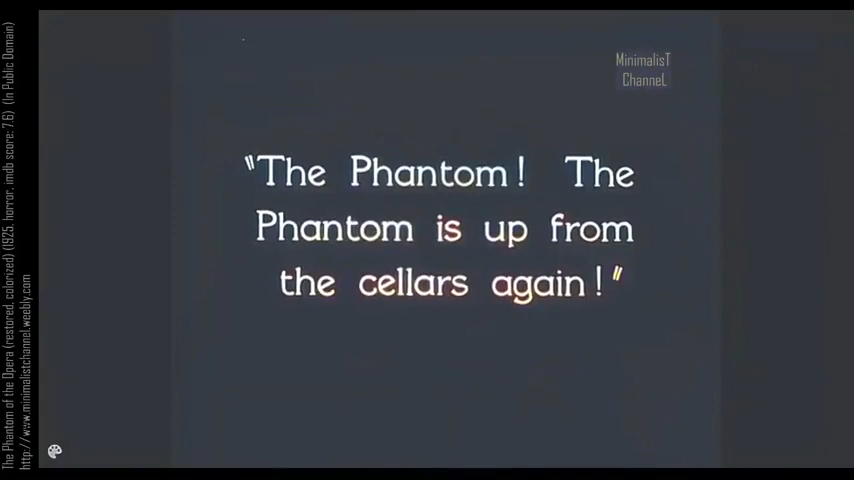 The Phantom of the Opera (restored, colorized) (1925, horror, imdb score: 7.6) (In Public Domain)
http://www.minimalistchannel.weebly.com
MinimalisT
ChanneL
"The Phantom! The
Phantom is up from
the cellars again!"